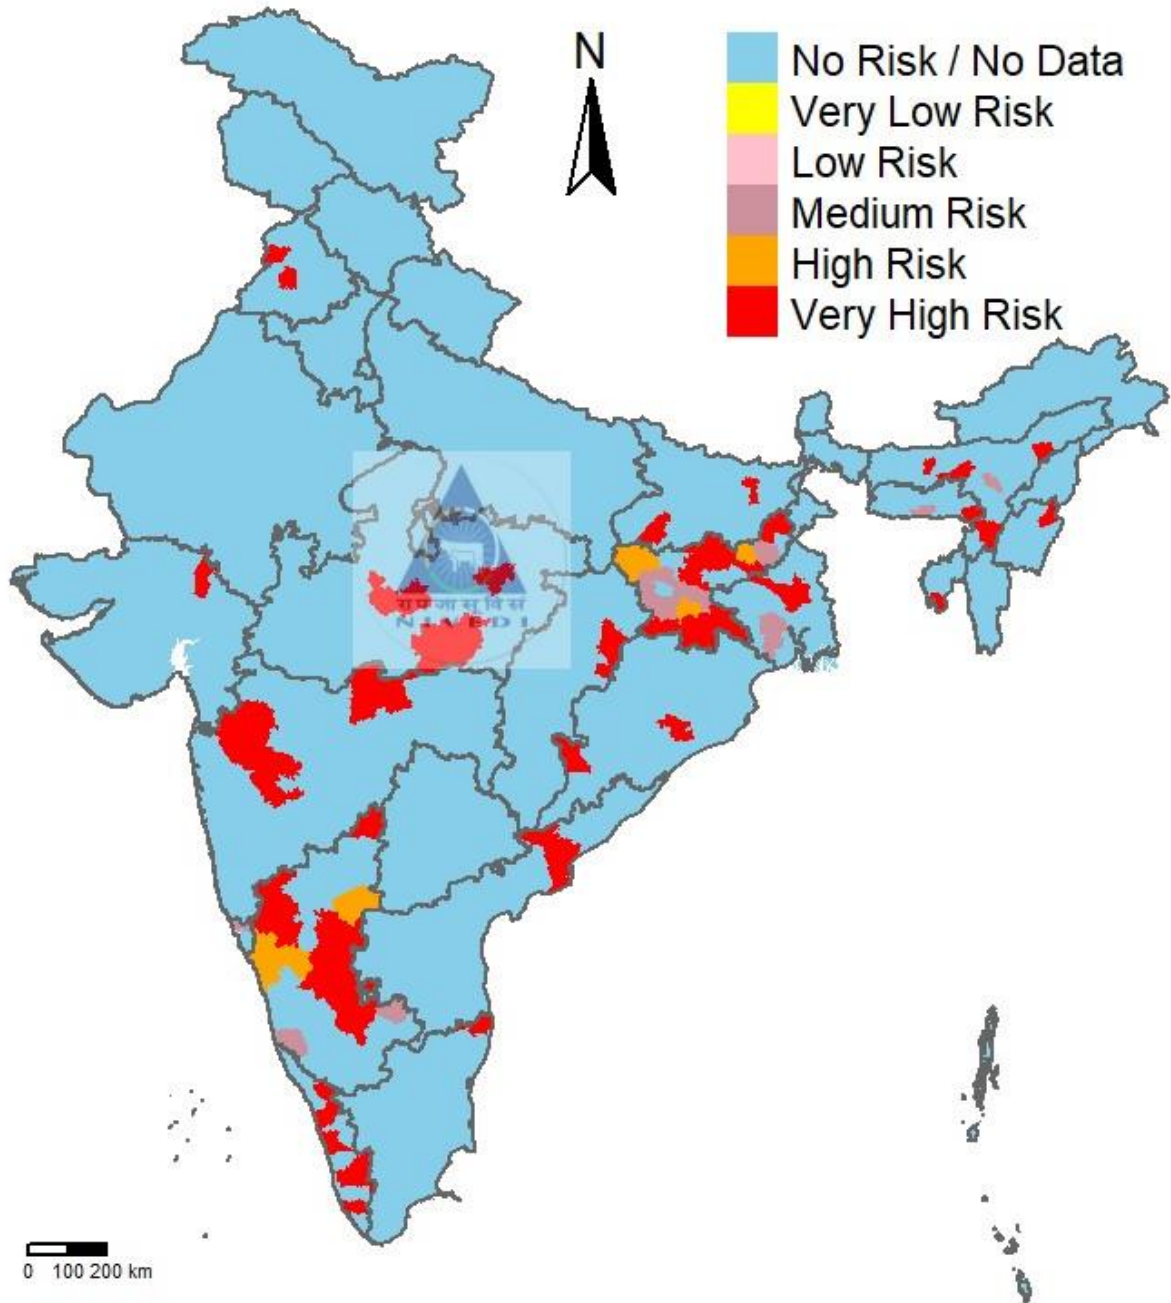 N
No Risk / No Data
Very Low Risk
Low Risk
Medium Risk
High Risk
Very High Risk
NIVEDI
0 100 200 km